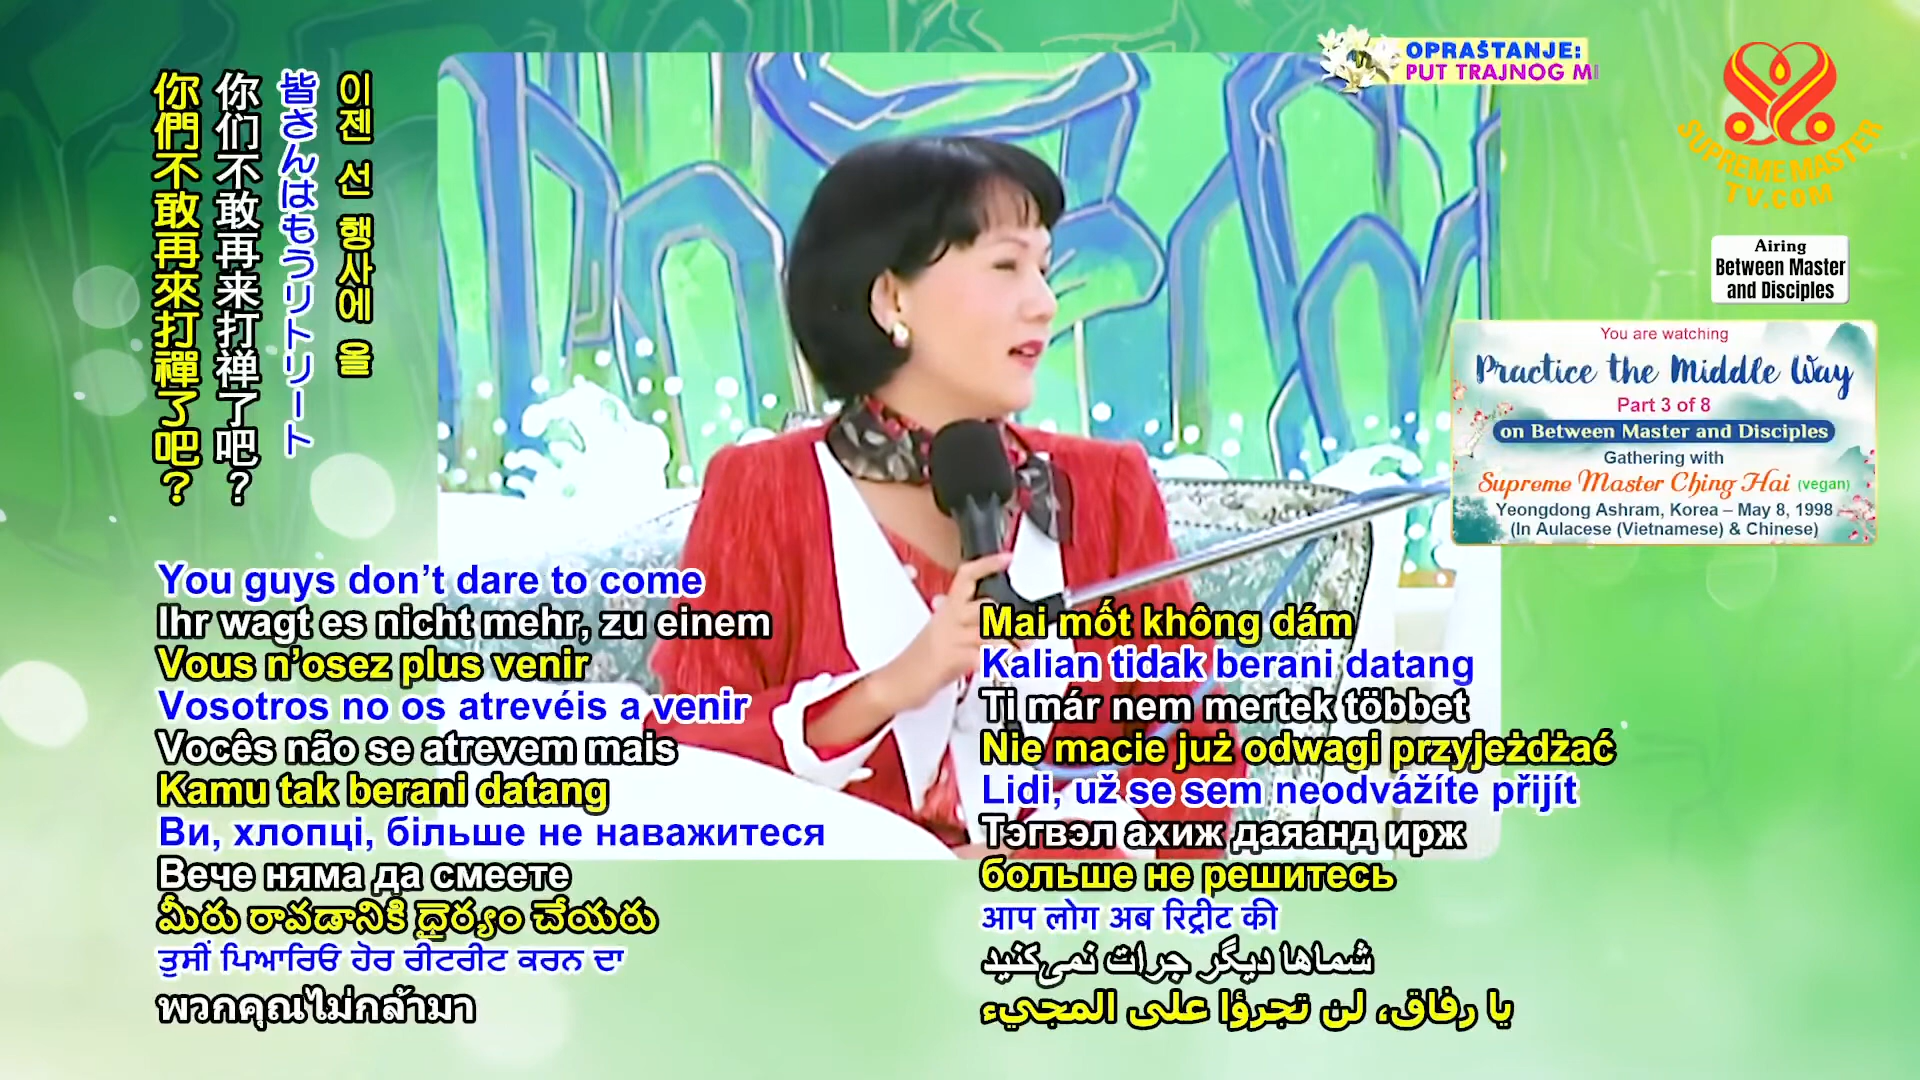 你們不敢再來打禪了吧？
你们不敢再来打禅了吧？
皆さんはもうリトリート
이젠 선 행사에 올
OPRAŠTANJE:
PUT TRAJNOG MI
SUPREME MASTER
TV.COM
Airing
Between Master
and Disciples
You are watching
Practice the Middle Way
Part 3 of 8
on Between Master and Disciples
Gathering with
Supreme Master Ching Hai (vegan)
Yeongdong Ashram, Korea – May 8, 1998
(In Aulacese (Vietnamese) & Chinese)
You guys don’t dare to come
Ihr wagt es nicht mehr, zu einem
Vous n’osez plus venir
Vosotros no os atrevéis a venir
Vocês não se atrevem mais
Kamu tak berani datang
Ви, хлопці, більше не наважитеся
Вече няма да смеете
మీరు రావడానికి ధైర్యం చేయరు
ਤੁਸੀਂ ਪਿਆਰਿਓ ਹੋਰ ਰੀਟਰੀਟ ਕਰਨ ਦਾ
พวกคุณไม่กล้ามา
Mai mốt không dám
Kalian tidak berani datang
Ti már nem mertek többet
Nie macie już odwagi przyjeżdżać
Lidi, už se sem neodvážíte přijít
Тэгвэл ахиж даяанд ирж
больше не решитесь
आप लोग अब रिट्रीट की
شماها دیگر جرات نمی‌کنید
يا رفاق، لن تجرؤا على المجيء